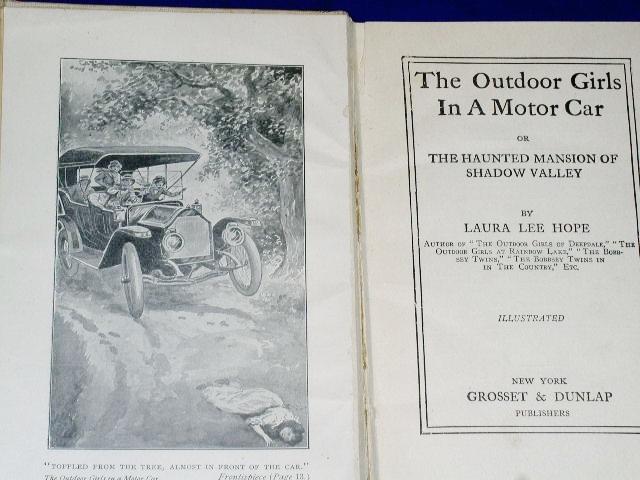 "TOPPLED FROM THE TREE, ALMOST IN FRONT OF THE CAR."
The Outdoor Girls in a Motor Car. Frontispiece (Page 13.)
The Outdoor Girls
In A Motor Car
OR
THE HAUNTED MANSION OF
SHADOW VALLEY
BY
LAURA LEE HOPE
AUTHOR OF "THE OUTDOOR GIRLS OF DEEPDALE," "THE
OUTDOOR GIRLS AT RAINBOW LAKE," "THE BOBB-
SEY TWINS," "THE BOBBSEY TWINS IN
IN THE COUNTRY," ETC.
ILLUSTRATED
NEW YORK
GROSSET & DUNLAP
PUBLISHERS